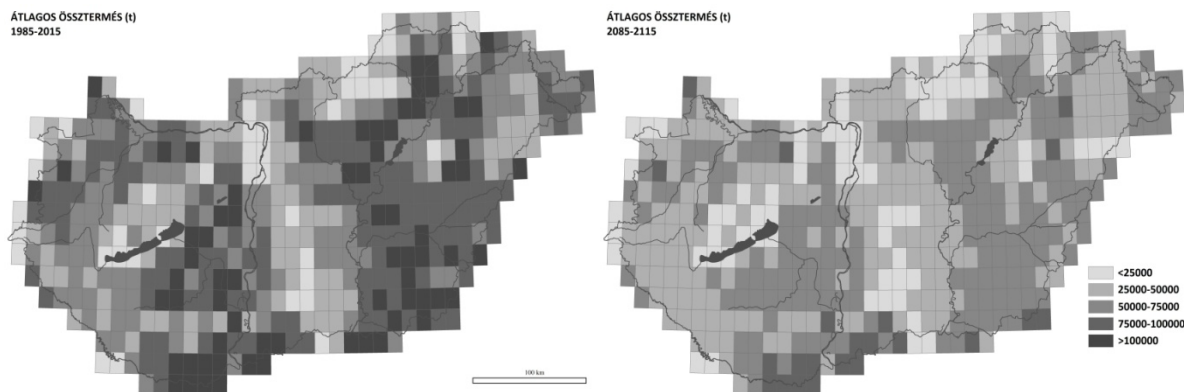 ÁTLAGOS ÖSSZTERMÉS (t)
1985-2015
ÁTLAGOS ÖSSZTERMÉS (t)
2085-2115
<25000
25000-50000
50000-75000
75000-100000
>100000
100 km